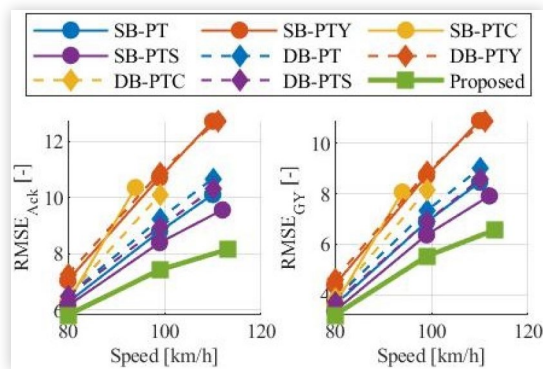 SB-PT SB-PTY SB-PTC
SB-PTS DB-PT DB-PTY
DB-PTC DB-PTS Proposed
RMSE_Ack [-]
12
10
8
6
80 100 120
Speed [km/h]
RMSE_GY [-]
10
8
6
4
80 100 120
Speed [km/h]